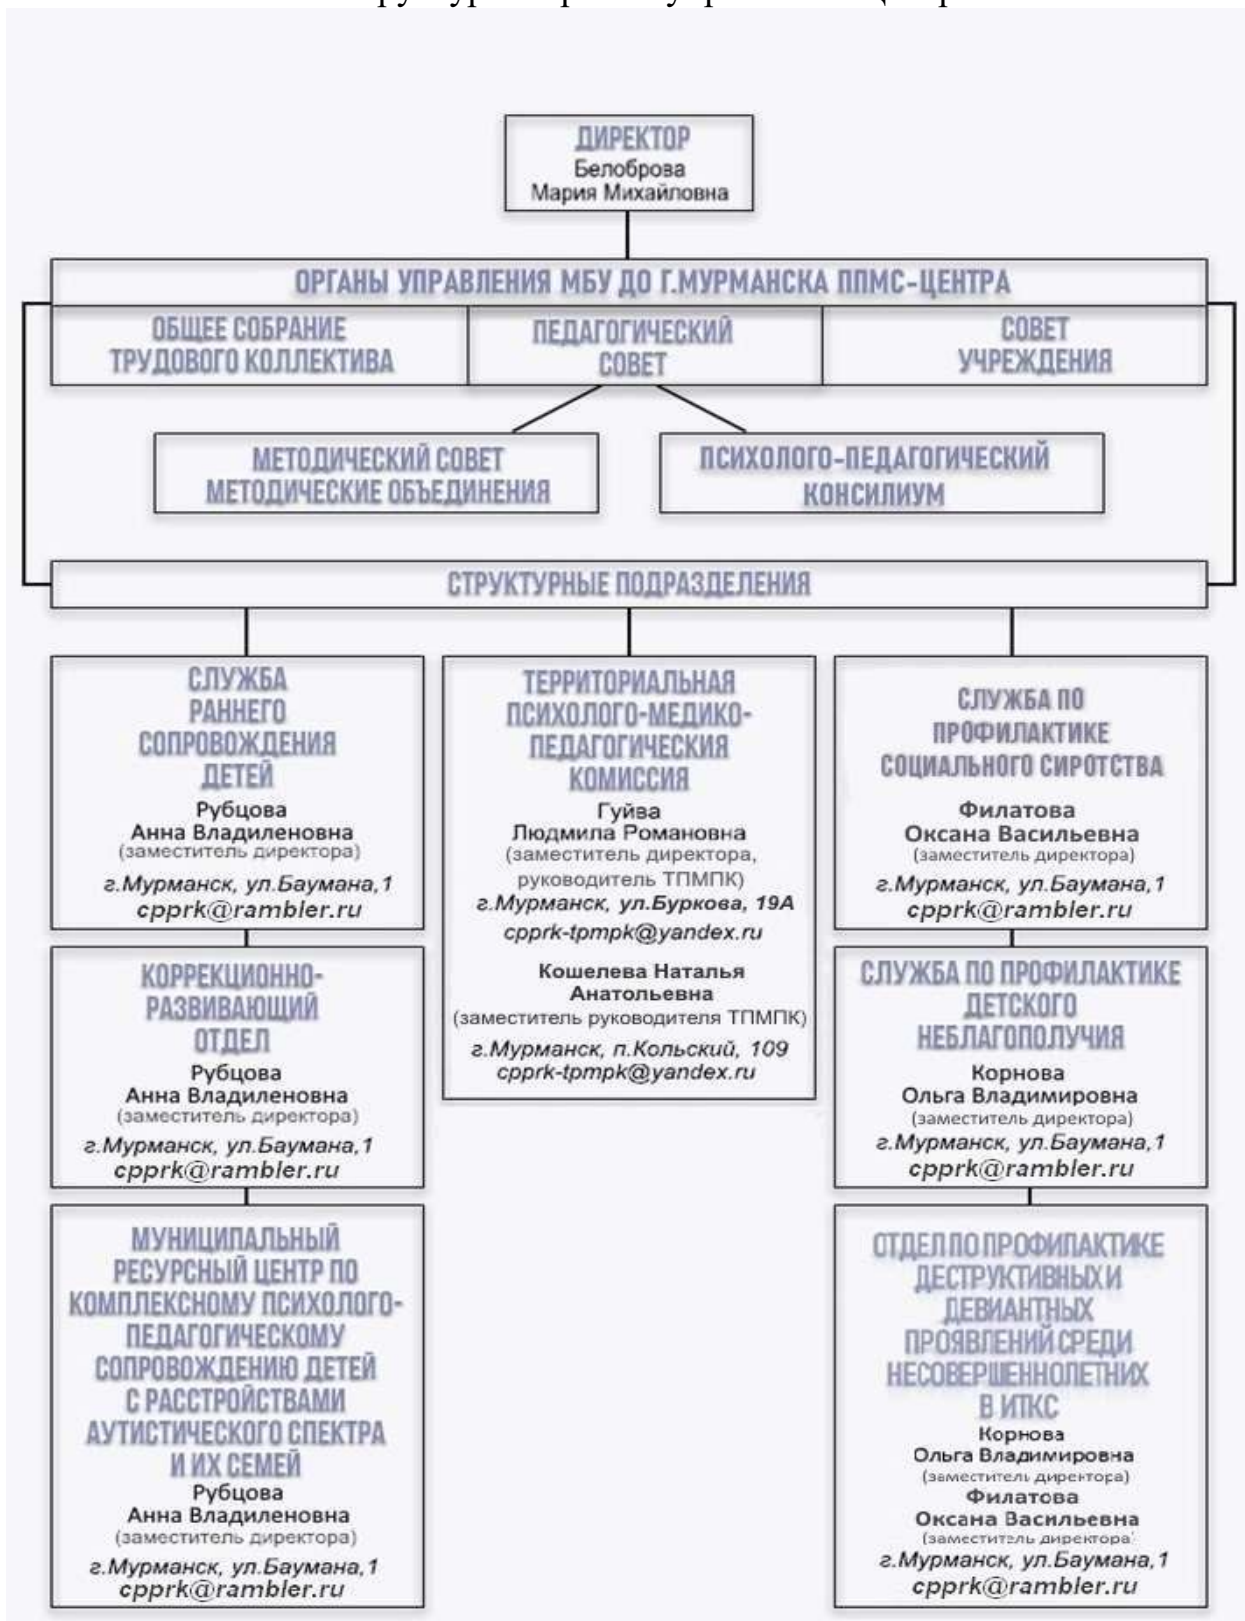 ДИРЕКТОР
Белоброва
Мария Михайловна
ОРГАНЫ УПРАВЛЕНИЯ МБУ ДО Г.МУРМАНСКА ППМС-ЦЕНТРА
ОБЩЕЕ СОБРАНИЕ
ТРУДОВОГО КОЛЛЕКТИВА
ПЕДАГОГИЧЕСКИЙ
СОВЕТ
СОВЕТ
УЧРЕЖДЕНИЯ
МЕТОДИЧЕСКИЙ СОВЕТ
МЕТОДИЧЕСКИЕ ОБЪЕДИНЕНИЯ
ПСИХОЛОГО-ПЕДАГОГИЧЕСКИЙ
КОНСИЛИУМ
СТРУКТУРНЫЕ ПОДРАЗДЕЛЕНИЯ
СЛУЖБА
РАННЕГО
СОПРОВОЖДЕНИЯ
ДЕТЕЙ
Рубцова
Анна Владиленовна
(заместитель директора)
г.Мурманск, ул.Баумана,1
cpprk@rambler.ru
КОРРЕКЦИОННО-
РАЗВИВАЮЩИЙ
ОТДЕЛ
Рубцова
Анна Владиленовна
(заместитель директора)
г.Мурманск, ул.Баумана,1
cpprk@rambler.ru
МУНИЦИПАЛЬНЫЙ
РЕСУРСНЫЙ ЦЕНТР ПО
КОМПЛЕКСНОМУ ПСИХОЛОГО-
ПЕДАГОГИЧЕСКОМУ
СОПРОВОЖДЕНИЮ ДЕТЕЙ
С РАССТРОЙСТВАМИ
АУТИСТИЧЕСКОГО СПЕКТРА
И ИХ СЕМЕЙ
Рубцова
Анна Владиленовна
(заместитель директора)
г.Мурманск, ул.Баумана,1
cpprk@rambler.ru
ТЕРРИТОРИАЛЬНАЯ
ПСИХОЛОГО-МЕДИКО-
ПЕДАГОГИЧЕСКИЯ
КОМИССИЯ
Гуйва
Людмила Романовна
(заместитель директора,
руководитель ТПМПК)
г.Мурманск, ул.Буркова, 19А
cpprk-tpmpk@yandex.ru
Кошелева Наталья
Анатольевна
(заместитель руководителя ТПМПК)
г.Мурманск, п.Кольский, 109
cpprk-tpmpk@yandex.ru
СЛУЖБА ПО
ПРОФИЛАКТИКЕ
СОЦИАЛЬНОГО СИРОТСТВА
Филатова
Оксана Васильевна
(заместитель директора)
г.Мурманск, ул.Баумана,1
cpprk@rambler.ru
СЛУЖБА ПО ПРОФИЛАКТИКЕ
ДЕТСКОГО
НЕБЛАГОПОЛУЧИЯ
Корнова
Ольга Владимировна
(заместитель директора)
г.Мурманск, ул.Баумана,1
cpprk@rambler.ru
ОТДЕЛ ПО ПРОФИЛАКТИКЕ
ДЕСТРУКТИВНЫХ И
ДЕВИАНТНЫХ
ПРОЯВЛЕНИЙ СРЕДИ
НЕСОВЕРШЕННОЛЕТНИХ
В ИТКС
Корнова
Ольга Владимировна
(заместитель директора)
Филатова
Оксана Васильевна
(заместитель директора)
г.Мурманск, ул.Баумана,1
cpprk@rambler.ru